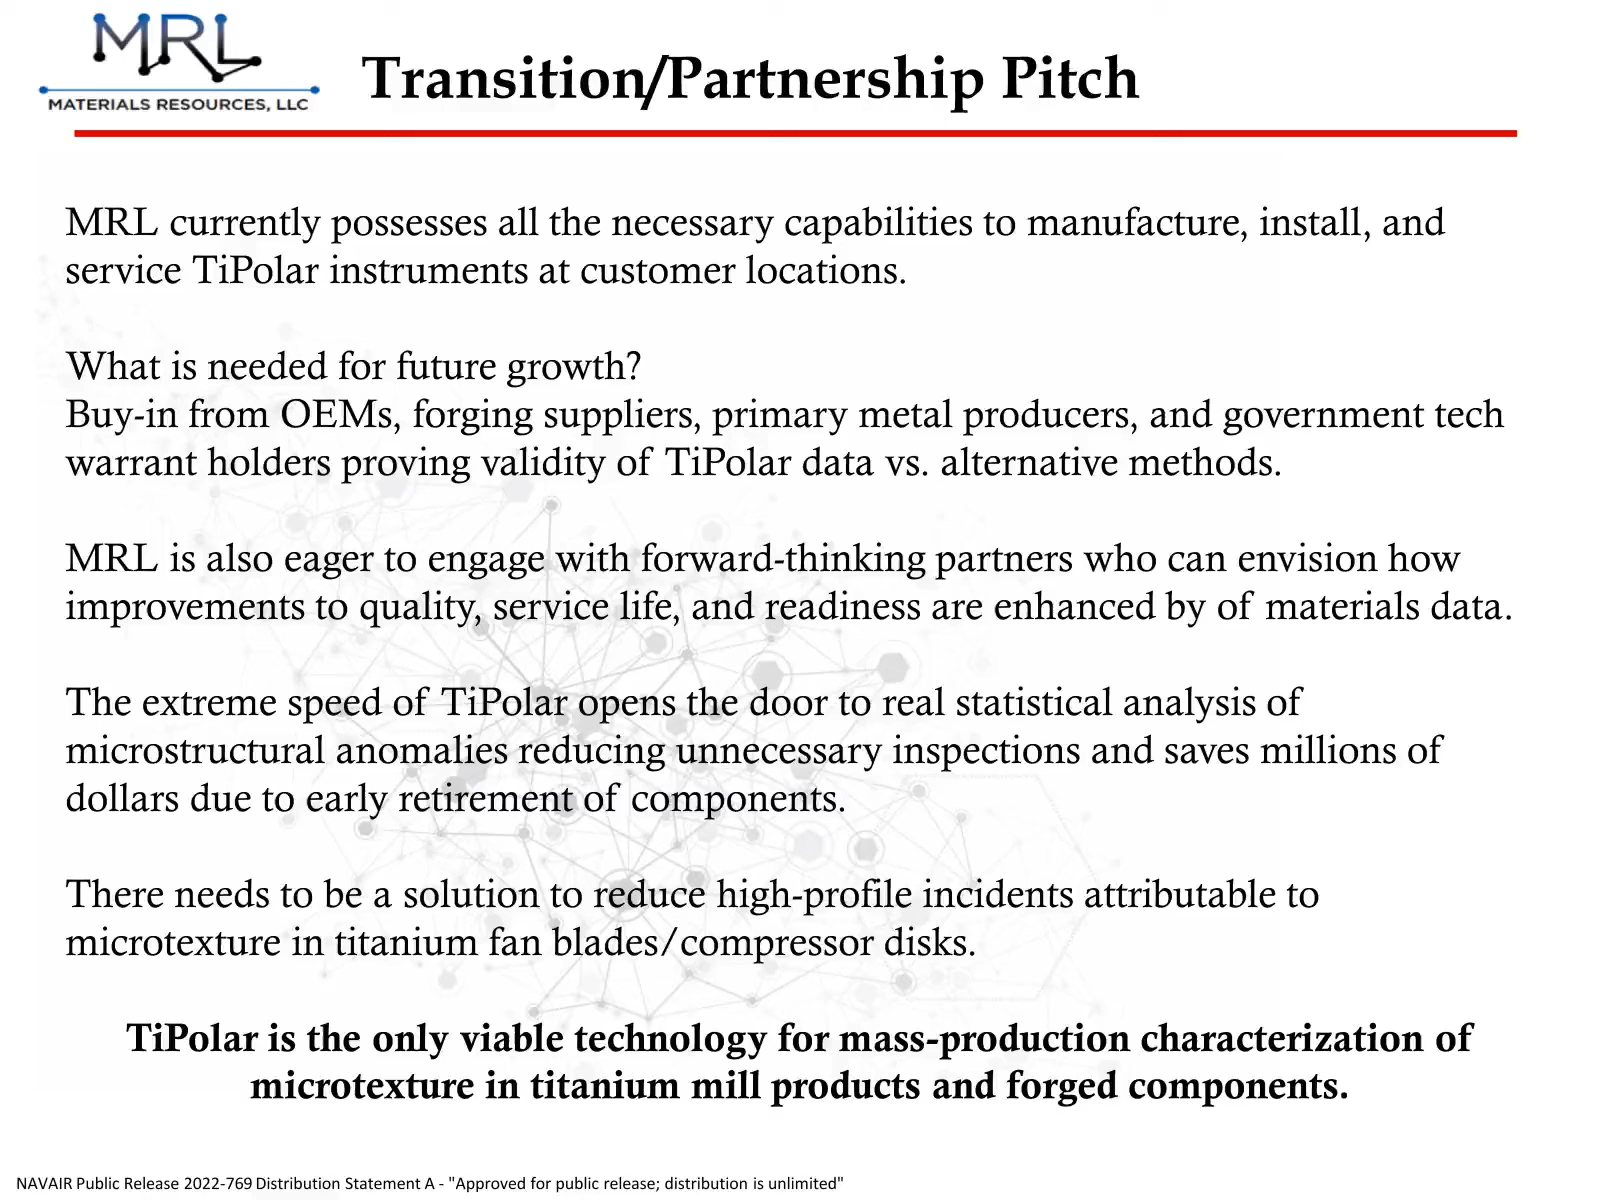 MRL
MATERIALS RESOURCES, LLC
Transition/Partnership Pitch
MRL currently possesses all the necessary capabilities to manufacture, install, and
service TiPolar instruments at customer locations.
What is needed for future growth?
Buy-in from OEMs, forging suppliers, primary metal producers, and government tech
warrant holders proving validity of TiPolar data vs. alternative methods.
MRL is also eager to engage with forward-thinking partners who can envision how
improvements to quality, service life, and readiness are enhanced by of materials data.
The extreme speed of TiPolar opens the door to real statistical analysis of
microstructural anomalies reducing unnecessary inspections and saves millions of
dollars due to early retirement of components.
There needs to be a solution to reduce high-profile incidents attributable to
microtexture in titanium fan blades/compressor disks.
TiPolar is the only viable technology for mass-production characterization of
microtexture in titanium mill products and forged components.
NAVAIR Public Release 2022-769 Distribution Statement A - "Approved for public release; distribution is unlimited"